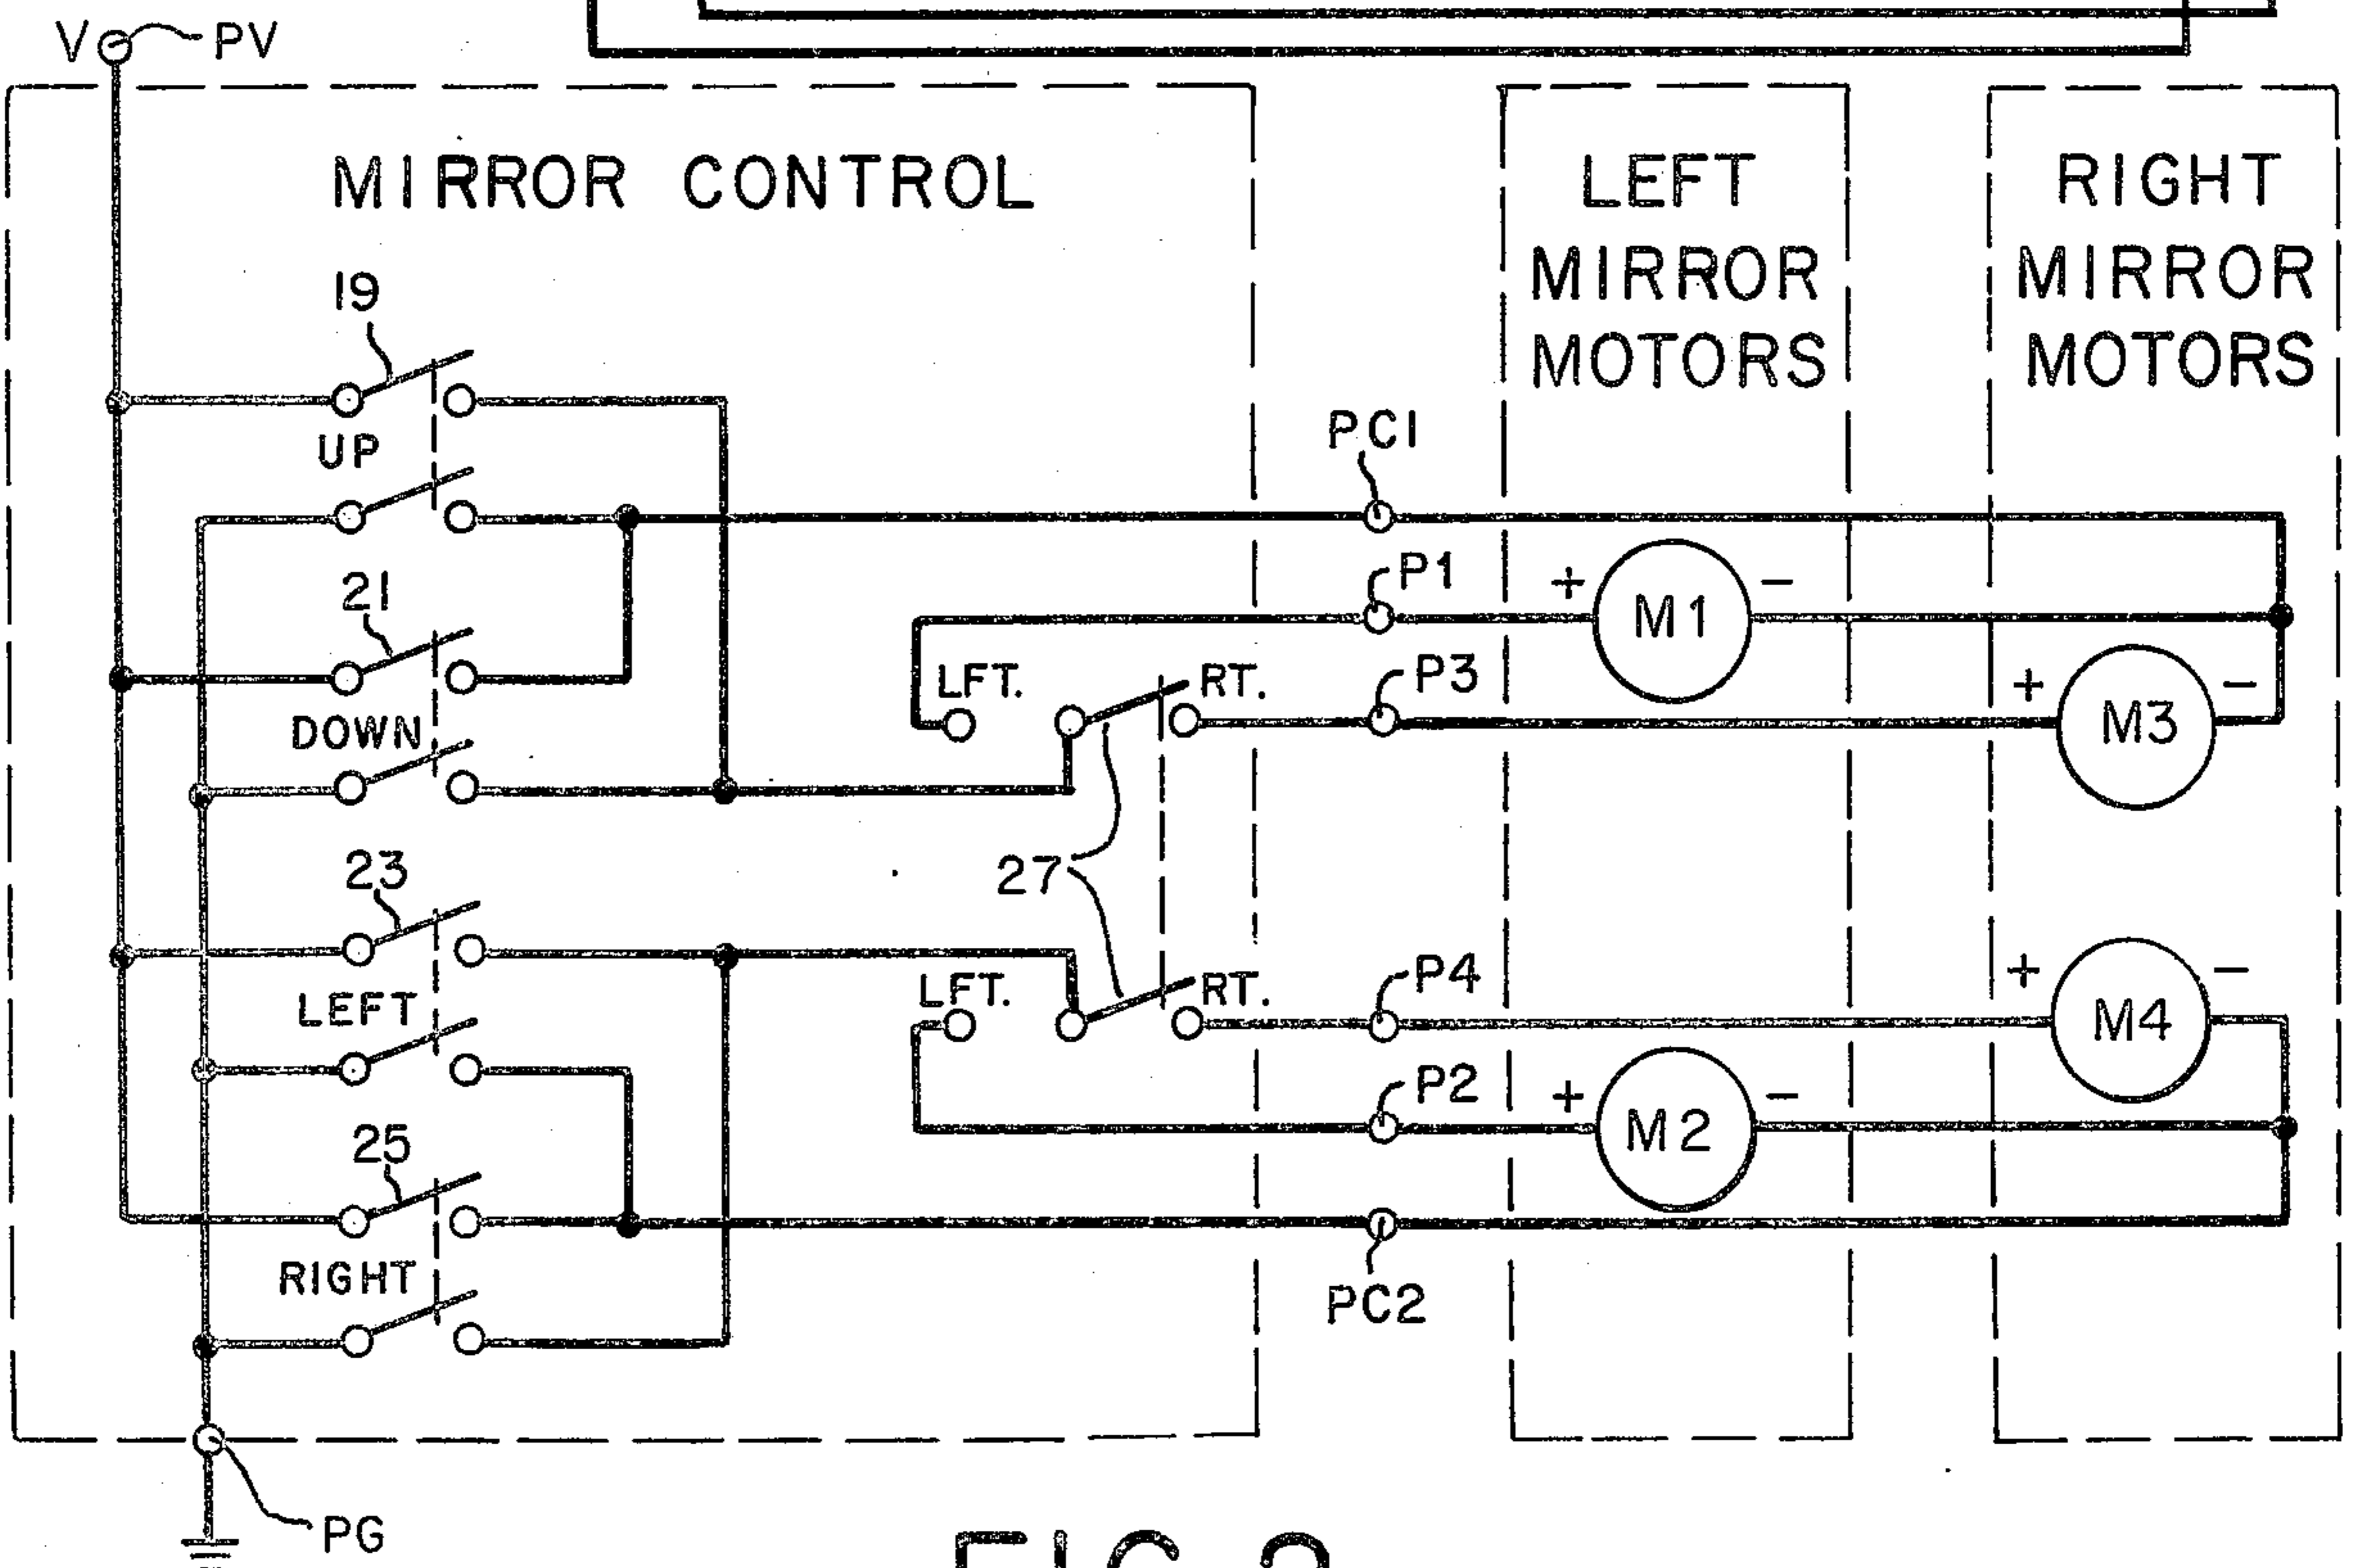 V PV
MIRROR CONTROL
LEFT
MIRROR
MOTORS
RIGHT
MIRROR
MOTORS
19
UP
PC1
21
P1
+ M1 −
LFT. RT.
P3
+ M3 −
DOWN
23
27
LEFT
LFT. RT.
P4
+ M4 −
P2
+ M2 −
25
RIGHT
PC2
PG